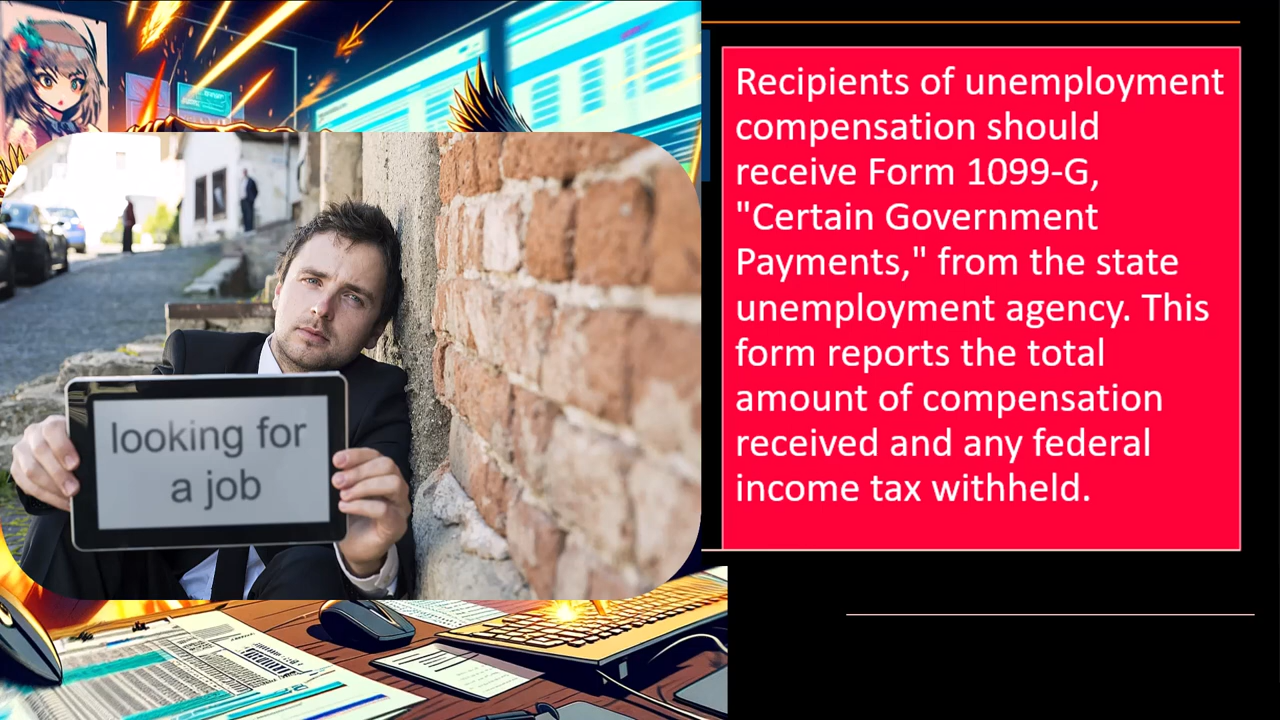 Recipients of unemployment
compensation should
receive Form 1099-G,
"Certain Government
Payments," from the state
unemployment agency. This
form reports the total
amount of compensation
received and any federal
income tax withheld.
looking for
a job